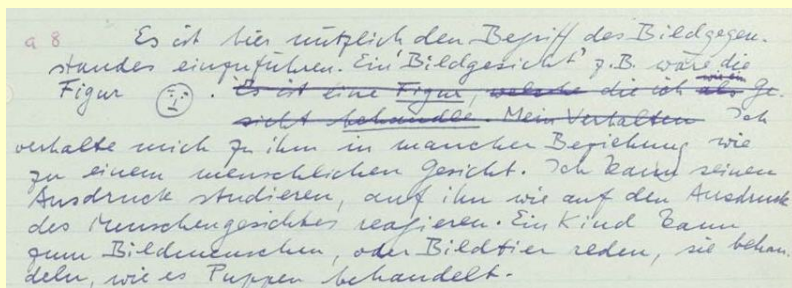 a 8 Es ist hier nützlich den Begriff des Bildgegen-
standes einzuführen. Ein 'Bildgesicht' z.B. wäre die
Figur . Es ist eine Figur, welche die ich als wie ein Ge-
sicht behandle. Mein Verhalten Ich
verhalte mich zu ihm in mancher Beziehung wie
zu einem menschlichen Gesicht. Ich kann seinen
Ausdruck studieren, auf ihn wie auf den Ausdruck
des Menschengesichtes reagieren. Ein Kind kann
zum Bildmenschen, oder Bildtier reden, sie behan-
deln, wie es Puppen behandelt.